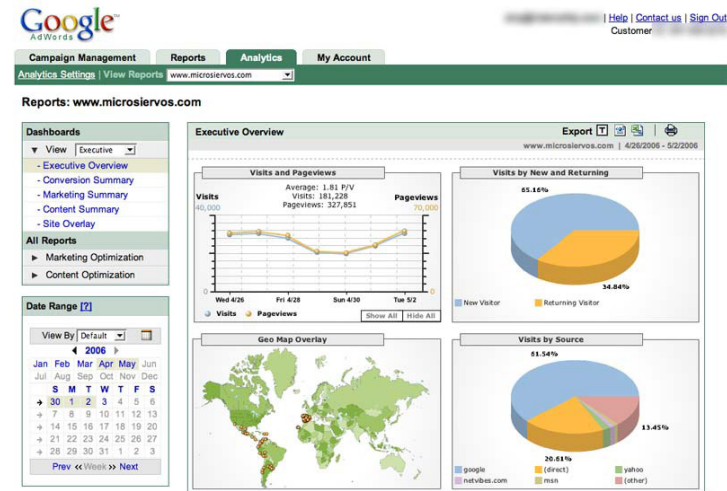 Google™
AdWords
Help | Contact us | Sign Out
Customer
Campaign Management Reports Analytics My Account
Analytics Settings | View Reports www.microsiervos.com
Reports: www.microsiervos.com
Dashboards
View Executive
- Executive Overview
- Conversion Summary
- Marketing Summary
- Content Summary
- Site Overlay
All Reports
Marketing Optimization
Content Optimization
Date Range [?]
View By Default
2006
Jan Feb Mar Apr May Jun
Jul Aug Sep Oct Nov Dec
S M T W T F S
30 1 2 3 4 5 6
7 8 9 10 11 12 13
14 15 16 17 18 19 20
21 22 23 24 25 26 27
28 29 30 31 1 2 3
Prev << Week >> Next
Executive Overview
Export T
www.microsiervos.com | 4/26/2006 - 5/2/2006
Visits and Pageviews
Average: 1.81 P/V
Visits: 181,228
Pageviews: 327,851
Visits Pageviews
40,000 70,000
0 0
Wed 4/26 Fri 4/28 Sun 4/30 Tue 5/2
Visits Pageviews
Show All Hide All
Visits by New and Returning
65.16%
34.84%
New Visitor Returning Visitor
Geo Map Overlay
Visits by Source
51.54%
13.45%
20.61%
google (direct) yahoo
netvibes.com msn (other)